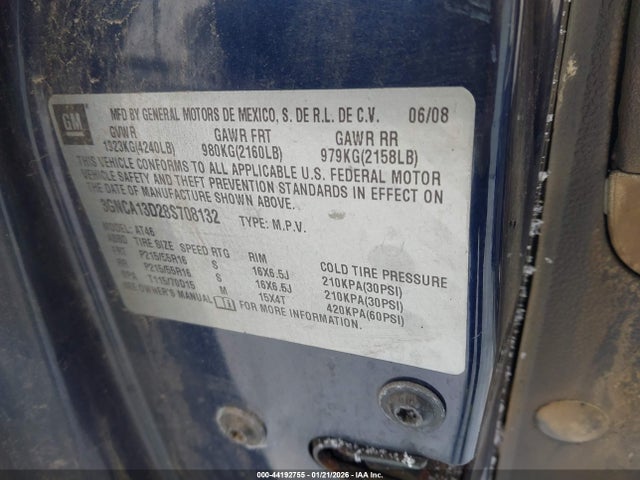 GM
MFD BY GENERAL MOTORS DE MEXICO, S. DE R.L. DE C.V. 06/08
GVWR GAWR FRT GAWR RR
1923KG(4240LB) 980KG(2160LB) 979KG(2158LB)
THIS VEHICLE CONFORMS TO ALL APPLICABLE U.S. FEDERAL MOTOR
VEHICLE SAFETY AND THEFT PREVENTION STANDARDS IN EFFECT ON
THE DATE OF MANUFACTURE SHOWN ABOVE.
3GNCA13D28S708132 TYPE: M.P.V.
MODEL: AT46
ABBD TIRE SIZE SPEED RTG RIM COLD TIRE PRESSURE
FRT P215/55R16 S 16X6.5J 210KPA(30PSI)
RR P215/55R16 S 16X6.5J 210KPA(30PSI)
SPA T115/70D15 M 15X4T 420KPA(60PSI)
SEE OWNER'S MANUAL FOR MORE INFORMATION.
000-44192755 - 01/21/2026 - IAA Inc.